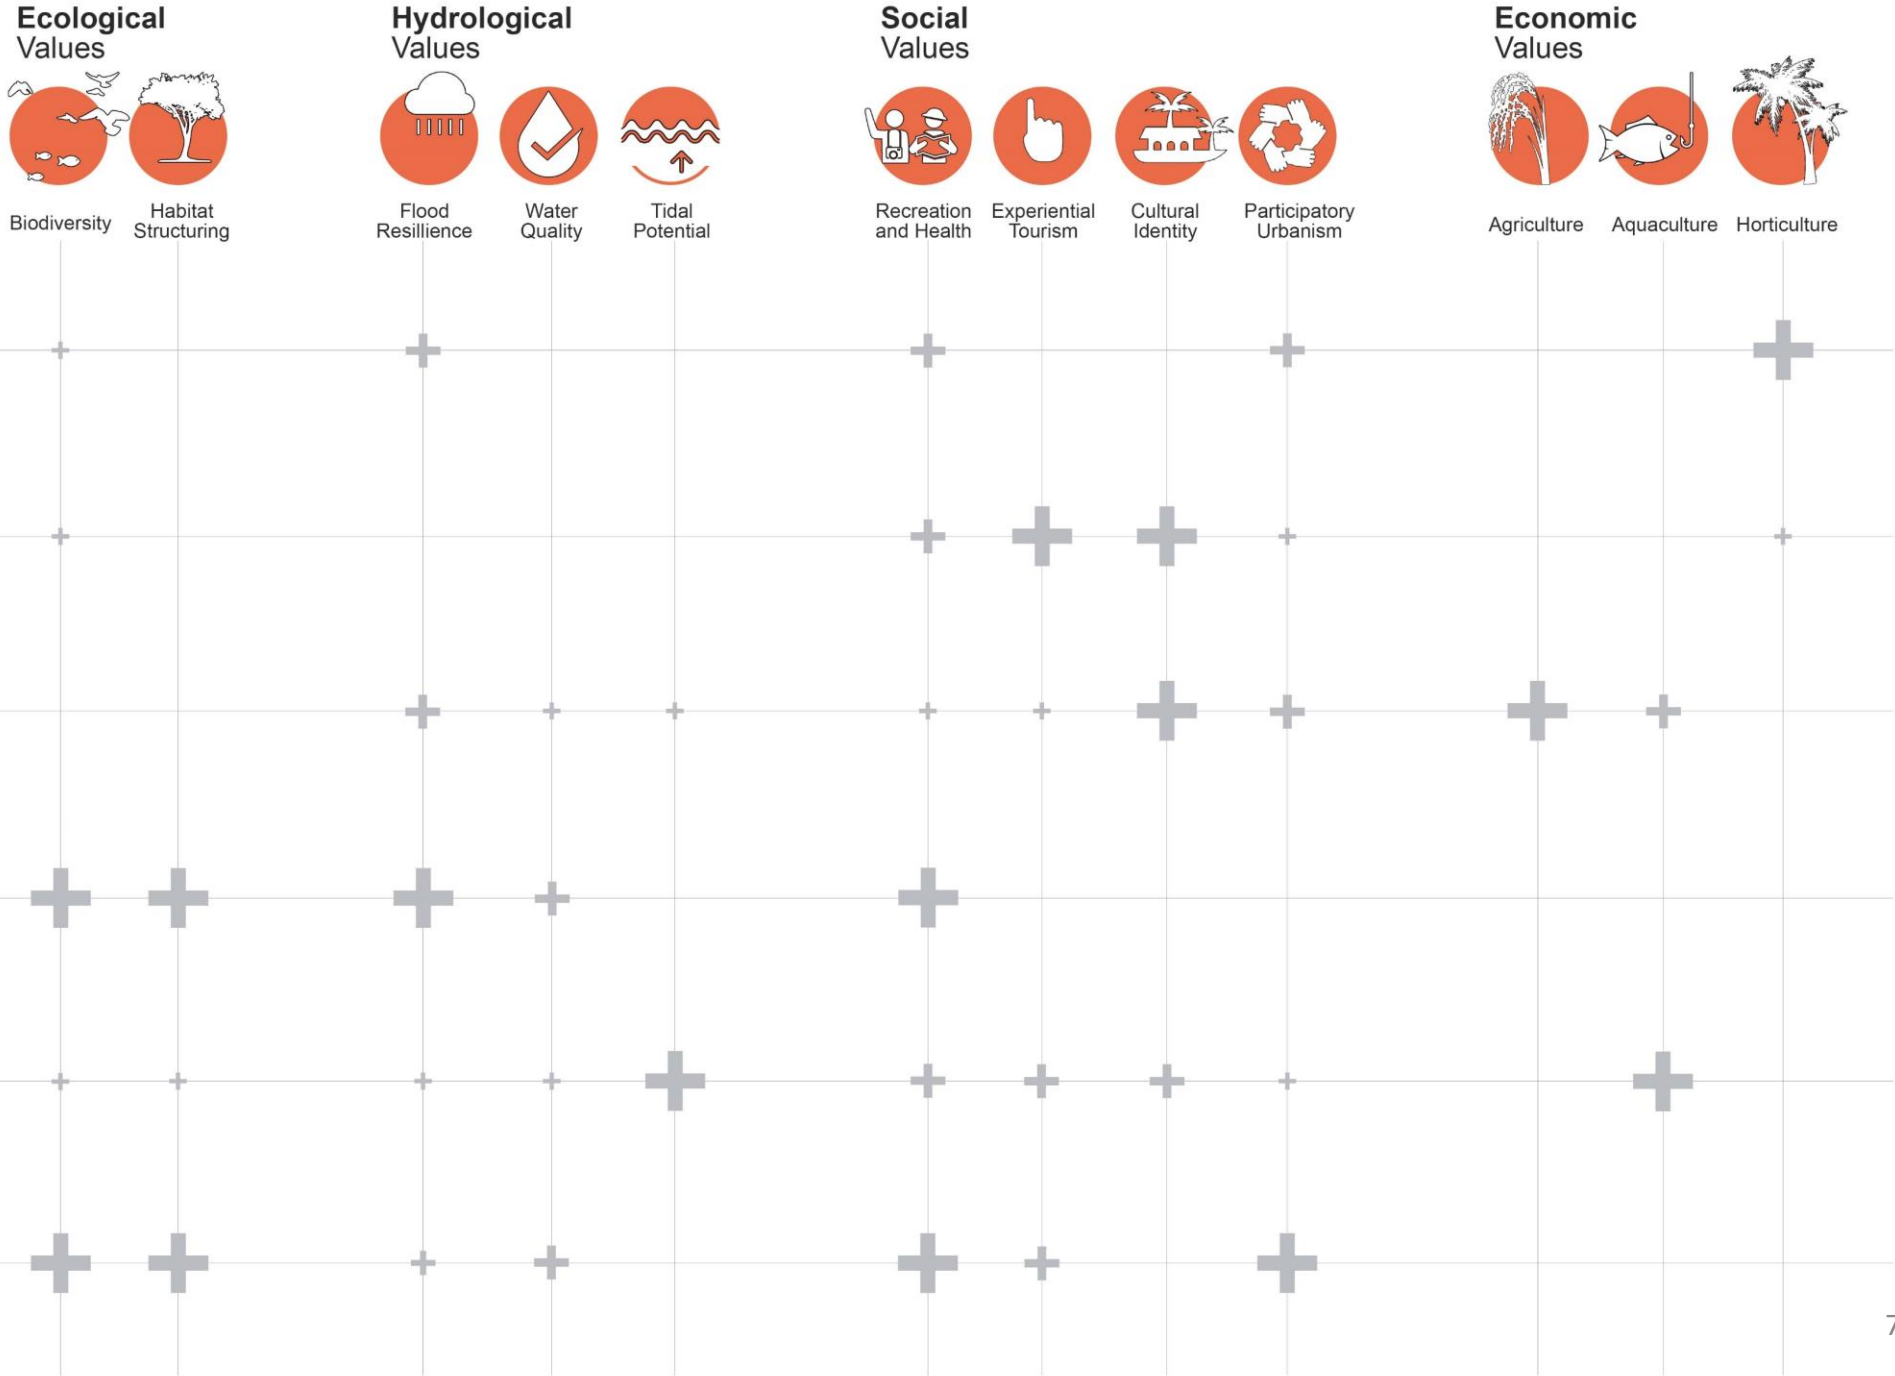 Ecological
Values
Hydrological
Values
Social
Values
Economic
Values
Biodiversity
Habitat
Structuring
Flood
Resillience
Water
Quality
Tidal
Potential
Recreation
and Health
Experiential
Tourism
Cultural
Identity
Participatory
Urbanism
Agriculture
Aquaculture
Horticulture
7